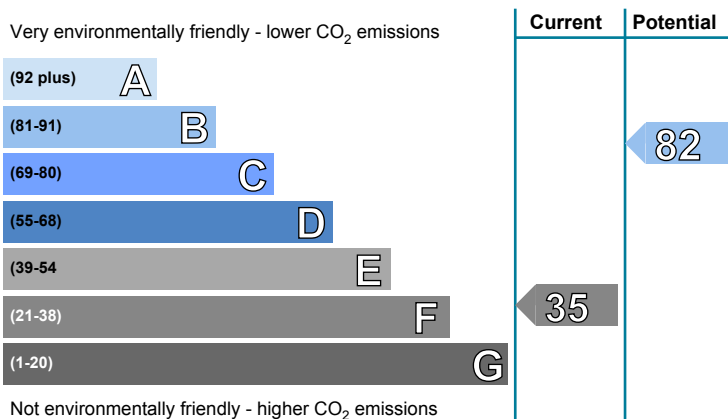 Current Potential
Very environmentally friendly - lower CO2 emissions
(92 plus) A
(81-91) B
82
(69-80) C
(55-68) D
(39-54 E
(21-38) F
35
(1-20) G
Not environmentally friendly - higher CO2 emissions